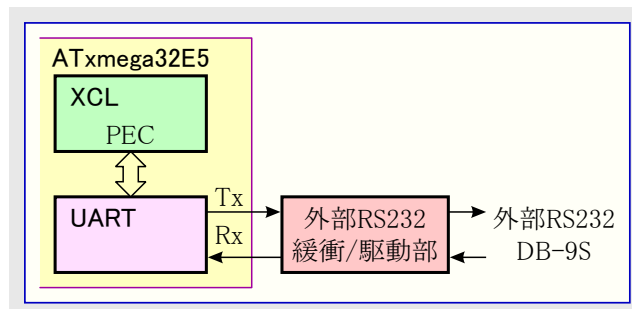 ATxmega32E5
XCL
PEC
UART
Tx
Rx
外部RS232
緩衝/駆動部
外部RS232
DB-9S